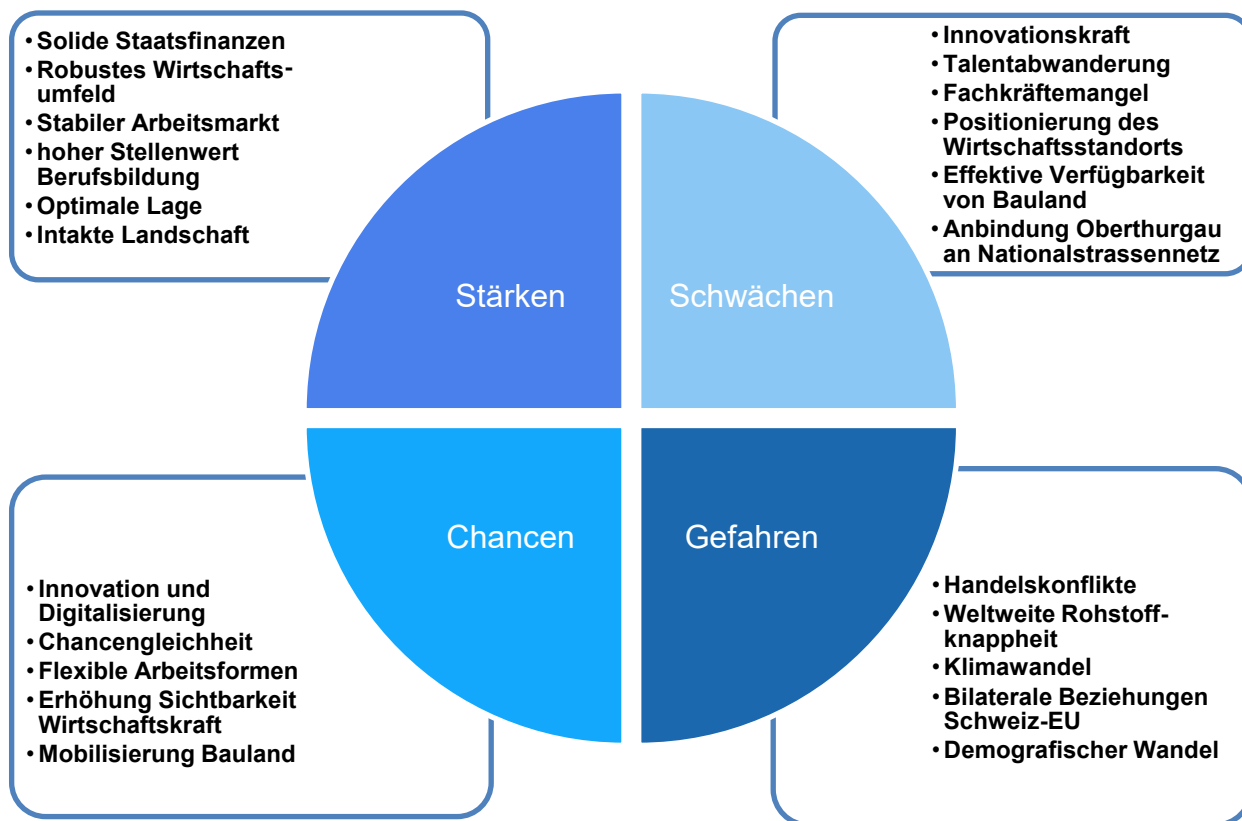 • Solide Staatsfinanzen
• Robustes Wirtschafts-
umfeld
• Stabiler Arbeitsmarkt
• hoher Stellenwert
Berufsbildung
• Optimale Lage
• Intakte Landschaft
• Innovationskraft
• Talentabwanderung
• Fachkräftemangel
• Positionierung des
Wirtschaftsstandorts
• Effektive Verfügbarkeit
von Bauland
• Anbindung Oberthurgau
an Nationalstrassennetz
Stärken
Schwächen
Chancen
Gefahren
• Innovation und
Digitalisierung
• Chancengleichheit
• Flexible Arbeitsformen
• Erhöhung Sichtbarkeit
Wirtschaftskraft
• Mobilisierung Bauland
• Handelskonflikte
• Weltweite Rohstoff-
knappheit
• Klimawandel
• Bilaterale Beziehungen
Schweiz-EU
• Demografischer Wandel